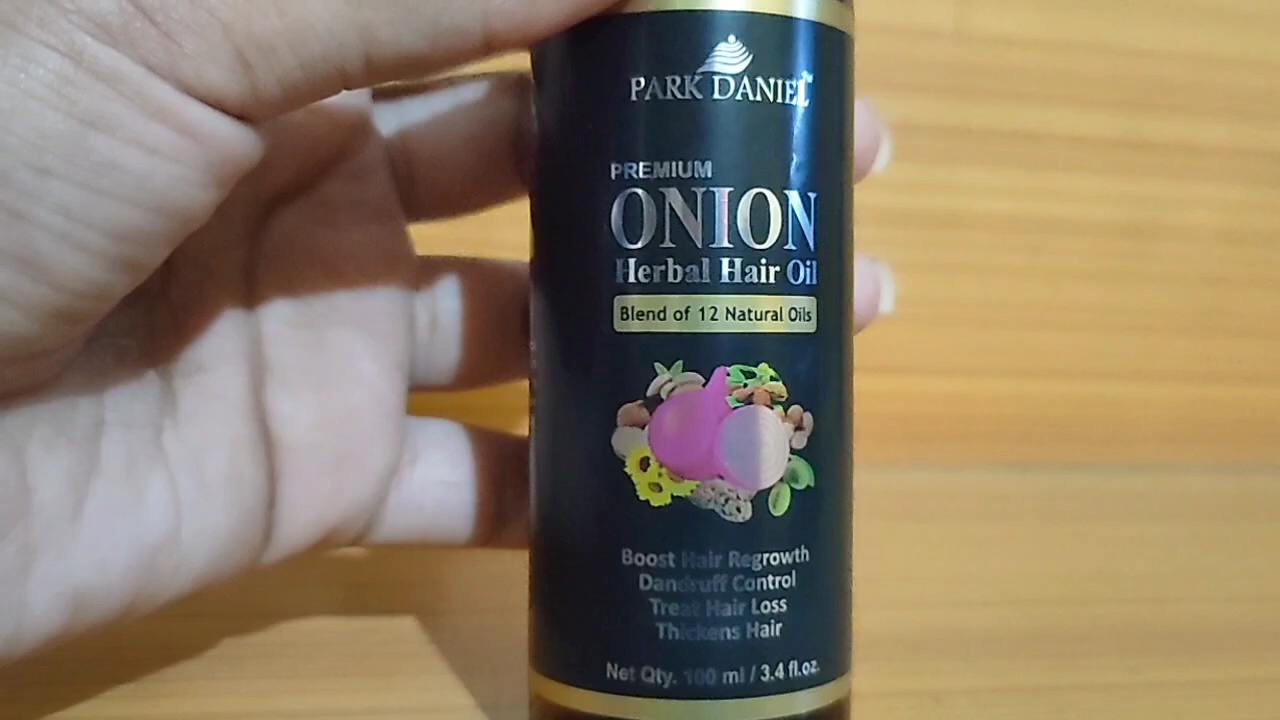 PARK DANIEL™
PREMIUM
ONION
Herbal Hair Oil
Blend of 12 Natural Oils
Boost Hair Regrowth
Dandruff Control
Treat Hair Loss
Thickens Hair
Net Qty. 100 ml / 3.4 fl.oz.